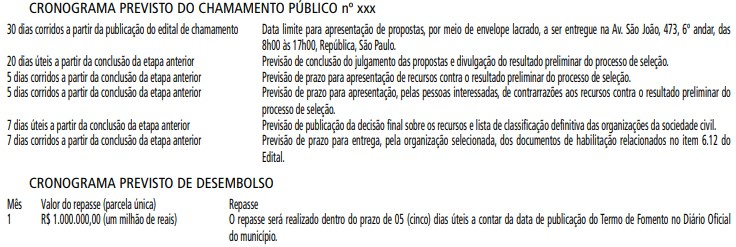 CRONOGRAMA PREVISTO DO CHAMAMENTO PÚBLICO nº xxx
30 dias corridos a partir da publicação do edital de chamamento Data limite para apresentação de propostas, por meio de envelope lacrado, a ser entregue na Av. São João, 473, 6º andar, das
8h00 às 17h00, República, São Paulo.
20 dias úteis a partir da conclusão da etapa anterior Previsão de conclusão do julgamento das propostas e divulgação do resultado preliminar do processo de seleção.
5 dias corridos a partir da conclusão da etapa anterior Previsão de prazo para apresentação de recursos contra o resultado preliminar do processo de seleção.
5 dias corridos a partir da conclusão da etapa anterior Previsão de prazo para apresentação, pelas pessoas interessadas, de contrarrazões aos recursos contra o resultado preliminar do
processo de seleção.
7 dias úteis a partir da conclusão da etapa anterior Previsão de publicação da decisão final sobre os recursos e lista de classificação definitiva das organizações da sociedade civil.
7 dias corridos a partir da conclusão da etapa anterior Previsão de prazo para entrega, pela organização selecionada, dos documentos de habilitação relacionados no item 6.12 do
Edital.
CRONOGRAMA PREVISTO DE DESEMBOLSO
Mês Valor do repasse (parcela única) Repasse
1 R$ 1.000.000,00 (um milhão de reais) O repasse será realizado dentro do prazo de 05 (cinco) dias úteis a contar da data de publicação do Termo de Fomento no Diário Oficial
do município.